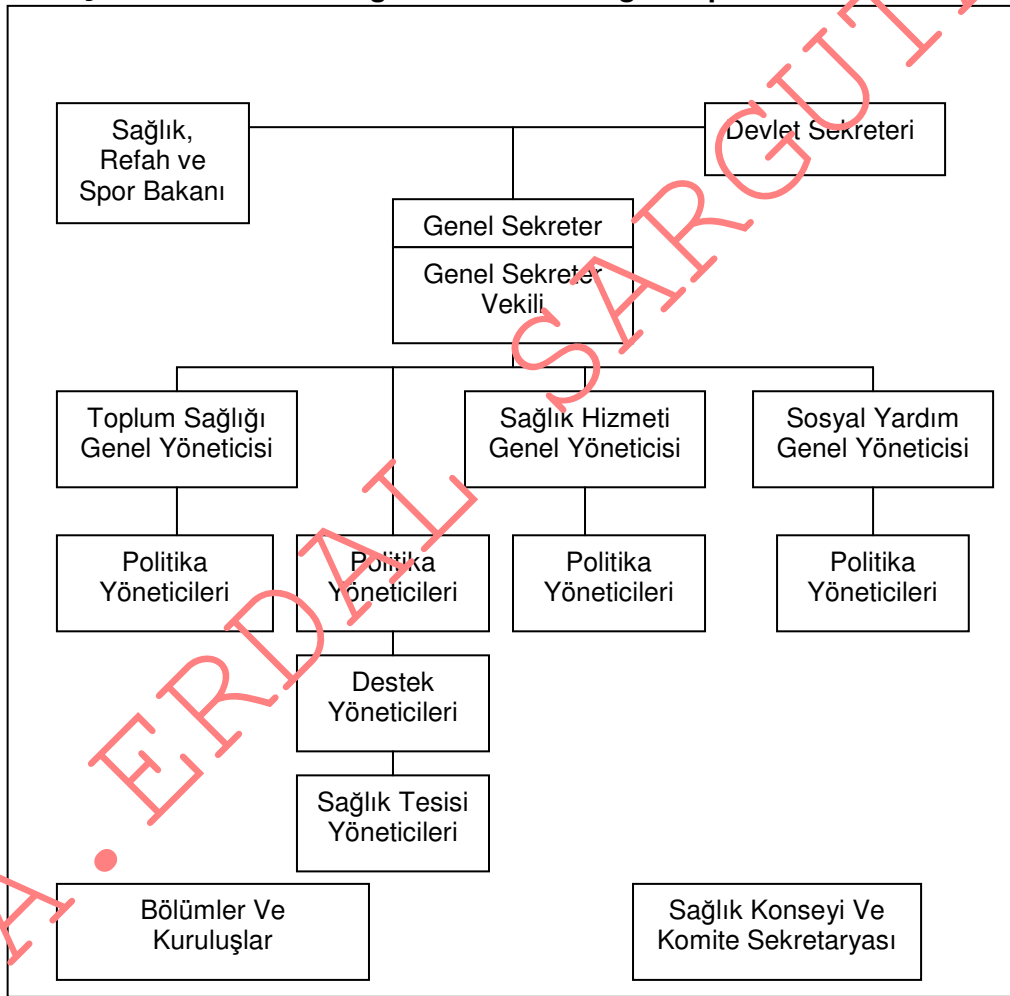 Sağlık,
Refah ve
Spor Bakanı
Devlet Sekreteri
Genel Sekreter
Genel Sekreter
Vekili
Toplum Sağlığı
Genel Yöneticisi
Sağlık Hizmeti
Genel Yöneticisi
Sosyal Yardım
Genel Yöneticisi
Politika
Yöneticileri
Politika
Yöneticileri
Politika
Yöneticileri
Politika
Yöneticileri
Destek
Yöneticileri
Sağlık Tesisi
Yöneticileri
Bölümler Ve
Kuruluşlar
Sağlık Konseyi Ve
Komite Sekretaryası
A. ERDAL SARGUT